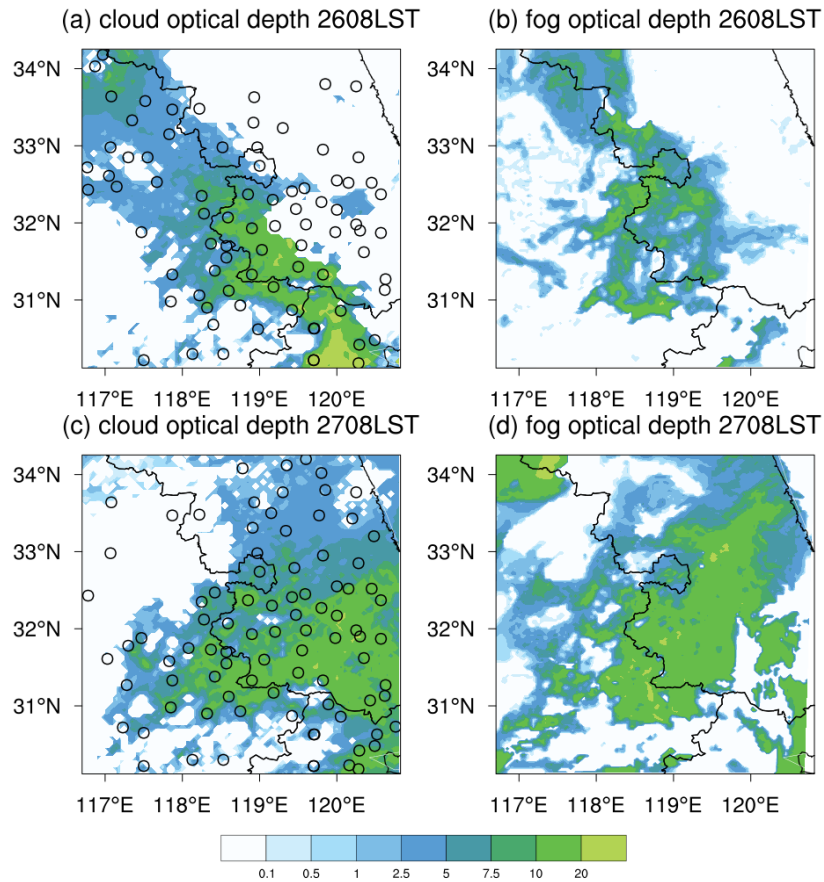 (a) cloud optical depth 2608LST
(b) fog optical depth 2608LST
34°N
33°N
32°N
31°N
117°E 118°E 119°E 120°E
34°N
33°N
32°N
31°N
117°E 118°E 119°E 120°E
(c) cloud optical depth 2708LST
(d) fog optical depth 2708LST
34°N
33°N
32°N
31°N
117°E 118°E 119°E 120°E
34°N
33°N
32°N
31°N
117°E 118°E 119°E 120°E
0.1 0.5 1 2.5 5 7.5 10 20